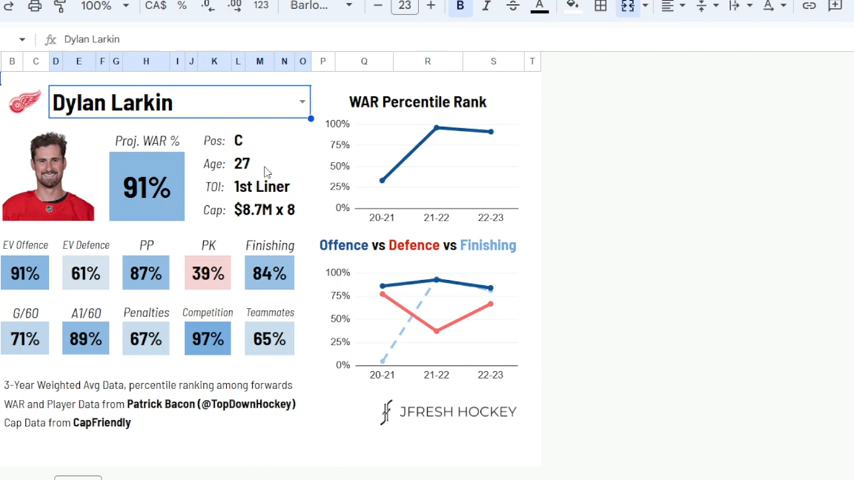 100% CA$ % .0 .00 123 Barlo... 23 B I A
fx Dylan Larkin
B C D E F G H I J K L M N O P Q R S T
Dylan Larkin
WAR Percentile Rank
Proj. WAR %
91%
Pos: C
Age: 27
TOI: 1st Liner
Cap: $8.7M x 8
100%
75%
50%
25%
0%
20-21 21-22 22-23
EV Offence EV Defence PP PK Finishing
91% 61% 87% 39% 84%
G/60 A1/60 Penalties Competition Teammates
71% 89% 67% 97% 65%
Offence vs Defence vs Finishing
100%
75%
50%
25%
0%
20-21 21-22 22-23
3-Year Weighted Avg Data, percentile ranking among forwards
WAR and Player Data from Patrick Bacon (@TopDownHockey)
Cap Data from CapFriendly
JFRESH HOCKEY